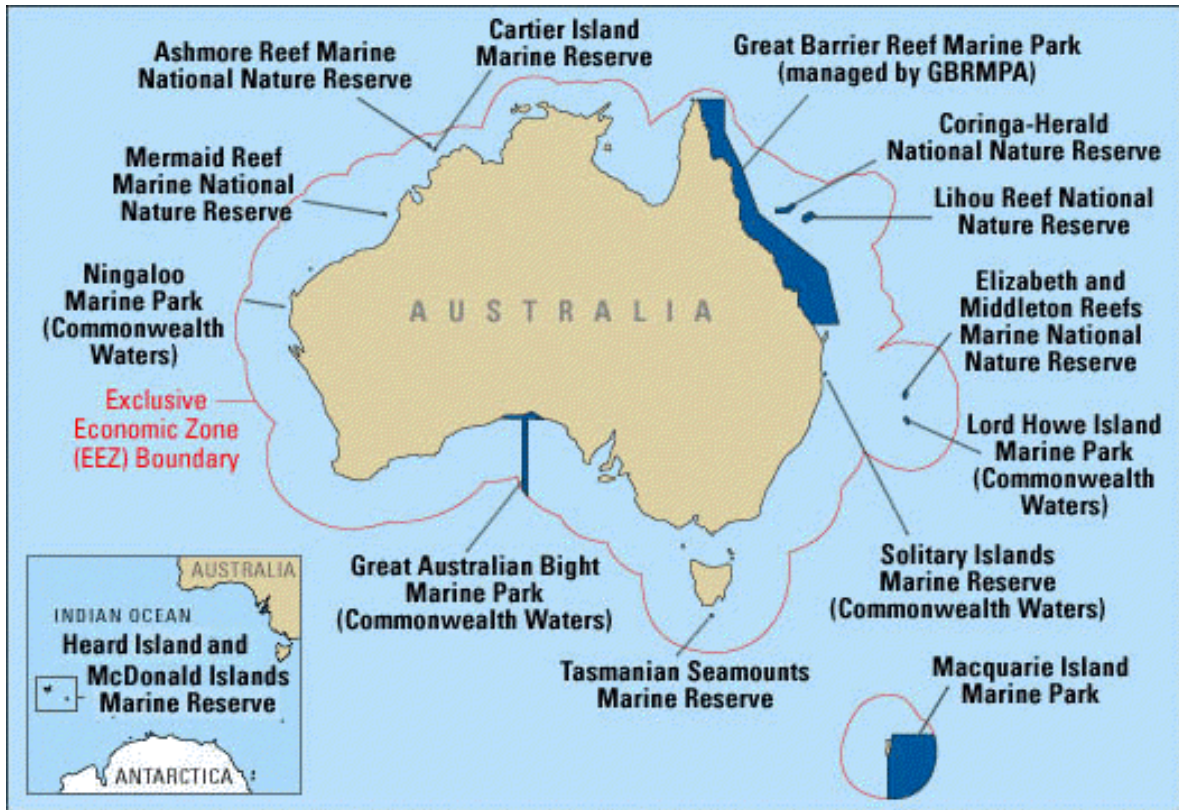 Cartier Island
Marine Reserve
Ashmore Reef Marine
National Nature Reserve
Great Barrier Reef Marine Park
(managed by GBRMPA)
Coringa-Herald
National Nature Reserve
Mermaid Reef
Marine National
Nature Reserve
Lihou Reef National
Nature Reserve
Ningaloo
Marine Park
(Commonwealth
Waters)
AUSTRALIA
Elizabeth and
Middleton Reefs
Marine National
Nature Reserve
Exclusive
Economic Zone
(EEZ) Boundary
Lord Howe Island
Marine Park
(Commonwealth
Waters)
Great Australian Bight
Marine Park
(Commonwealth Waters)
Solitary Islands
Marine Reserve
(Commonwealth Waters)
Tasmanian Seamounts
Marine Reserve
Macquarie Island
Marine Park
AUSTRALIA
INDIAN OCEAN
Heard Island and
McDonald Islands
Marine Reserve
ANTARCTICA